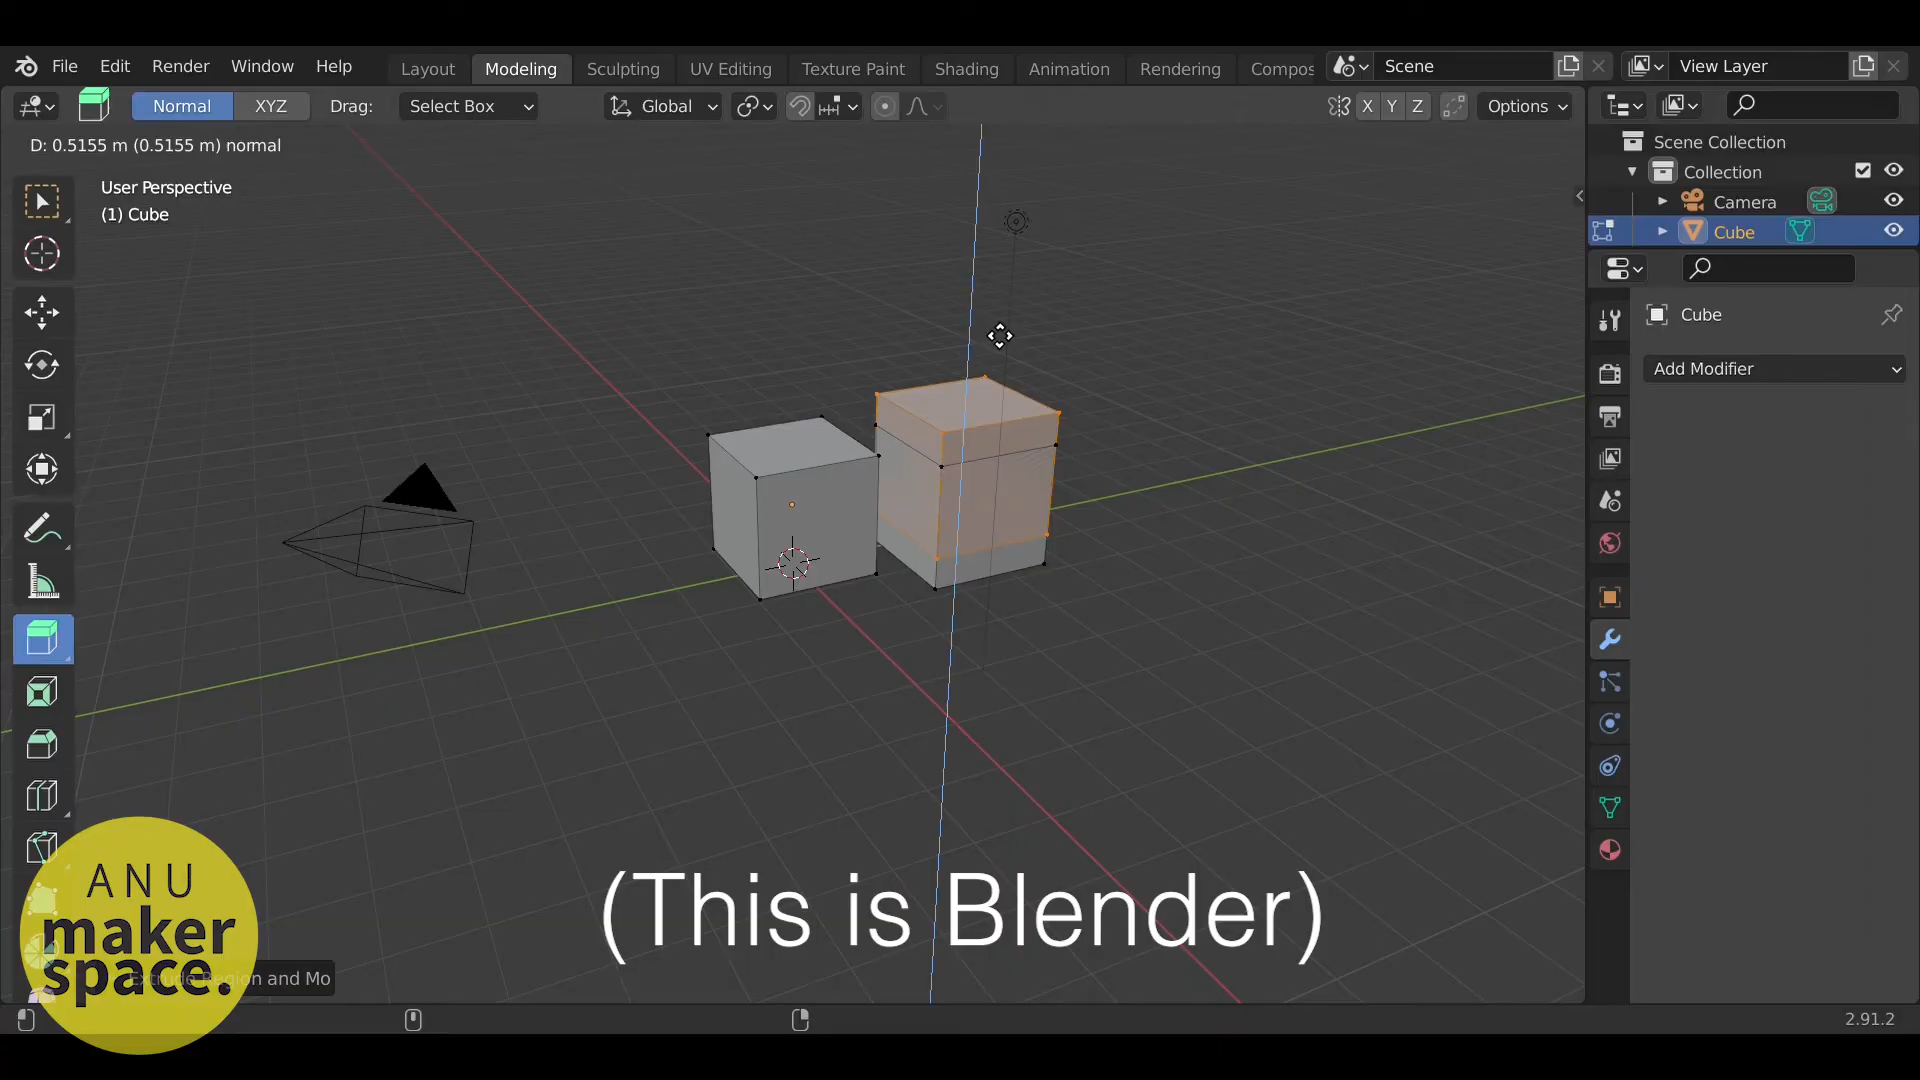 File Edit Render Window Help Layout Modeling Sculpting UV Editing Texture Paint Shading Animation Rendering Compos Scene View Layer
Normal XYZ Drag: Select Box Global X Y Z Options
D: 0.5155 m (0.5155 m) normal
Scene Collection
Collection
User Perspective
Camera
(1) Cube
Cube
Cube
Add Modifier
(This is Blender)
ANU
maker
space.
Extrude Region and Mo
2.91.2